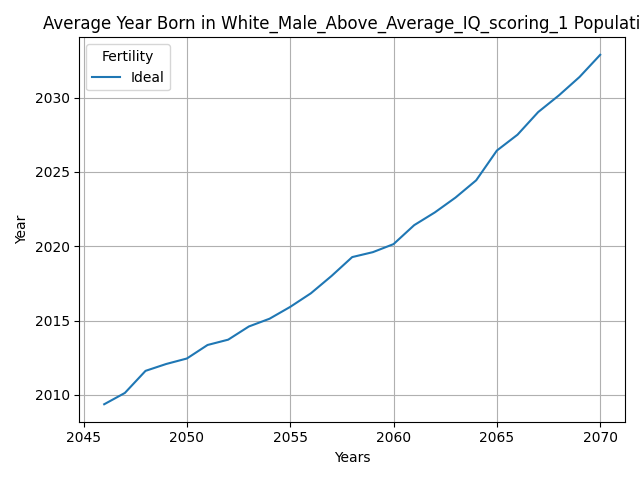 Average Year Born in White_Male_Above_Average_IQ_scoring_1 Populati
Fertility
Ideal
Year
2030
2025
2020
2015
2010
2045 2050 2055 2060 2065 2070
Years